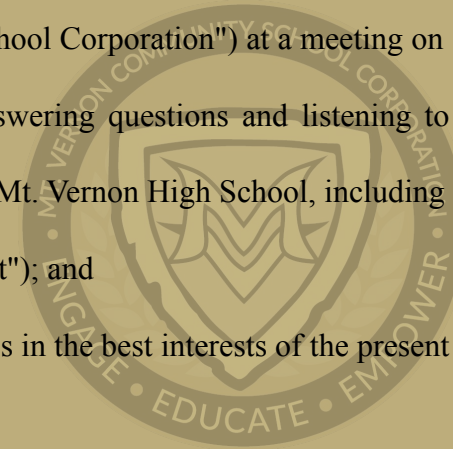 hool Corporation") at a meeting on
swering questions and listening to
Mt. Vernon High School, including
t"); and
s in the best interests of the present
MT. VERNON COMMUNITY SCHOOL CORPORATION
ENGAGE • EDUCATE • EMPOWER